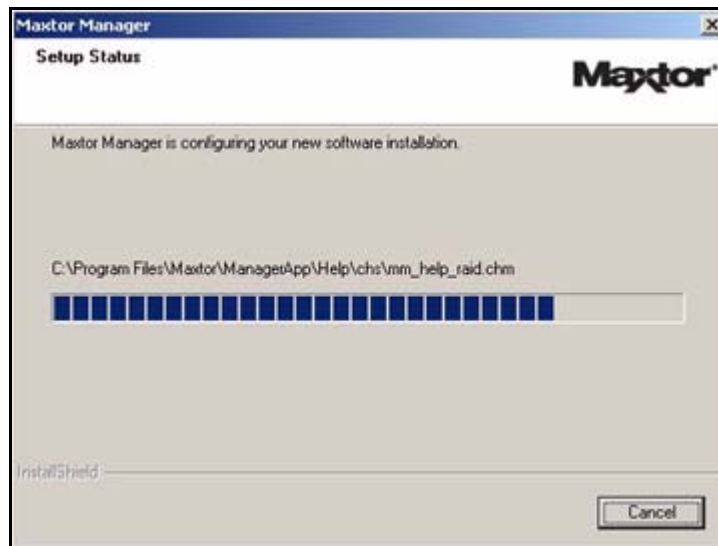 Maxtor Manager
Setup Status
Maxtor
Maxtor Manager is configuring your new software installation.
C:\Program Files\Maxtor\ManagerApp\Help\chs\mm_help_raid.chm
InstallShield
Cancel